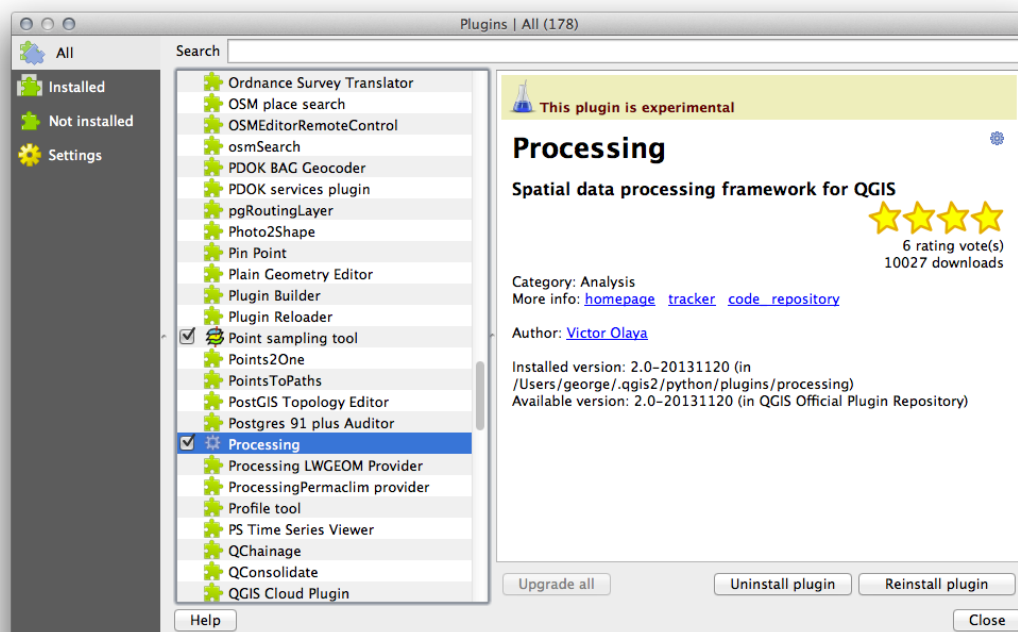 Plugins | All (178)
All
Installed
Not installed
Settings
Search
Ordnance Survey Translator
OSM place search
OSMEditorRemoteControl
osmSearch
PDOK BAG Geocoder
PDOK services plugin
pgRoutingLayer
Photo2Shape
Pin Point
Plain Geometry Editor
Plugin Builder
Plugin Reloader
Point sampling tool
Points2One
PointsToPaths
PostGIS Topology Editor
Postgres 91 plus Auditor
Processing
Processing LWGEOM Provider
ProcessingPermaclim provider
Profile tool
PS Time Series Viewer
QChainage
QConsolidate
QGIS Cloud Plugin
This plugin is experimental
Processing
Spatial data processing framework for QGIS
6 rating vote(s)
10027 downloads
Category: Analysis
More info: homepage tracker code repository
Author: Victor Olaya
Installed version: 2.0-20131120 (in
/Users/george/.qgis2/python/plugins/processing)
Available version: 2.0-20131120 (in QGIS Official Plugin Repository)
Upgrade all
Uninstall plugin
Reinstall plugin
Help
Close